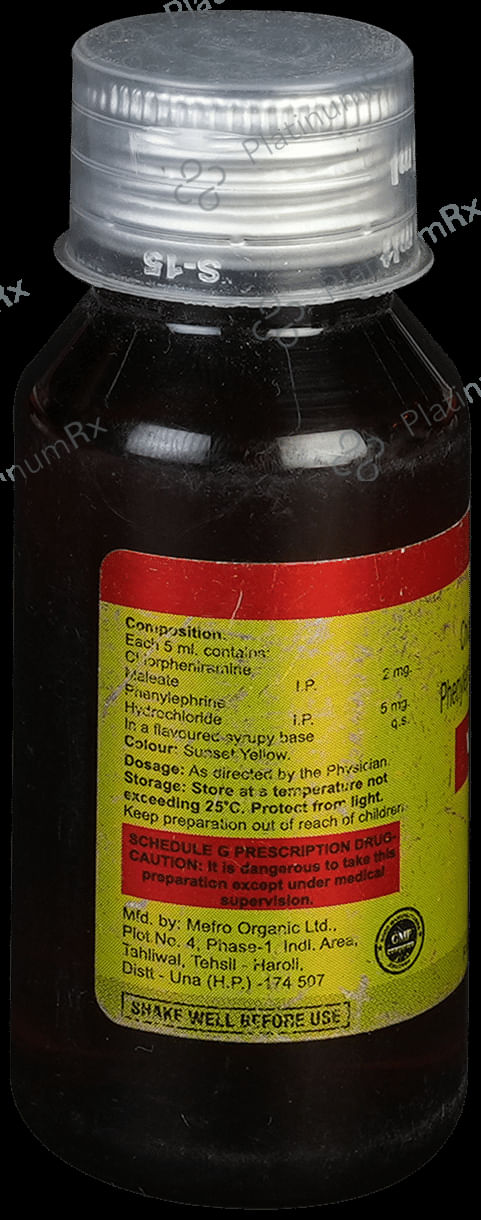 PlatinumRx
S-15
ml
Composition:
Each 5 ml. contains:
Chlorpheniramine
Maleate I.P. 2 mg.
Phenylephrine
Hydrochloride I.P. 5 mg.
In a flavoured syrupy base q.s.
Colour: Sunset Yellow.
Dosage: As directed by the Physician.
Storage: Store at a temperature not
exceeding 25°C. Protect from light.
Keep preparation out of reach of children.
SCHEDULE G PRESCRIPTION DRUG-
CAUTION: It is dangerous to take this
preparation except under medical
supervision.
Mfd. by: Mefro Organic Ltd.,
Plot No. 4, Phase-1, Indl. Area,
Tahliwal, Tehsil - Haroli,
Distt - Una (H.P.) -174 507
GMP
SHAKE WELL BEFORE USE